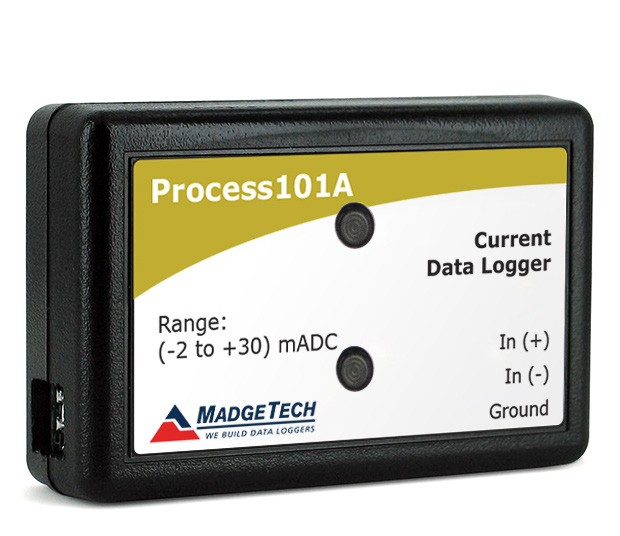 Process101A
Current
Data Logger
Range:
(-2 to +30) mADC
In (+)
In (-)
Ground
MADGETECH
WE BUILD DATA LOGGERS